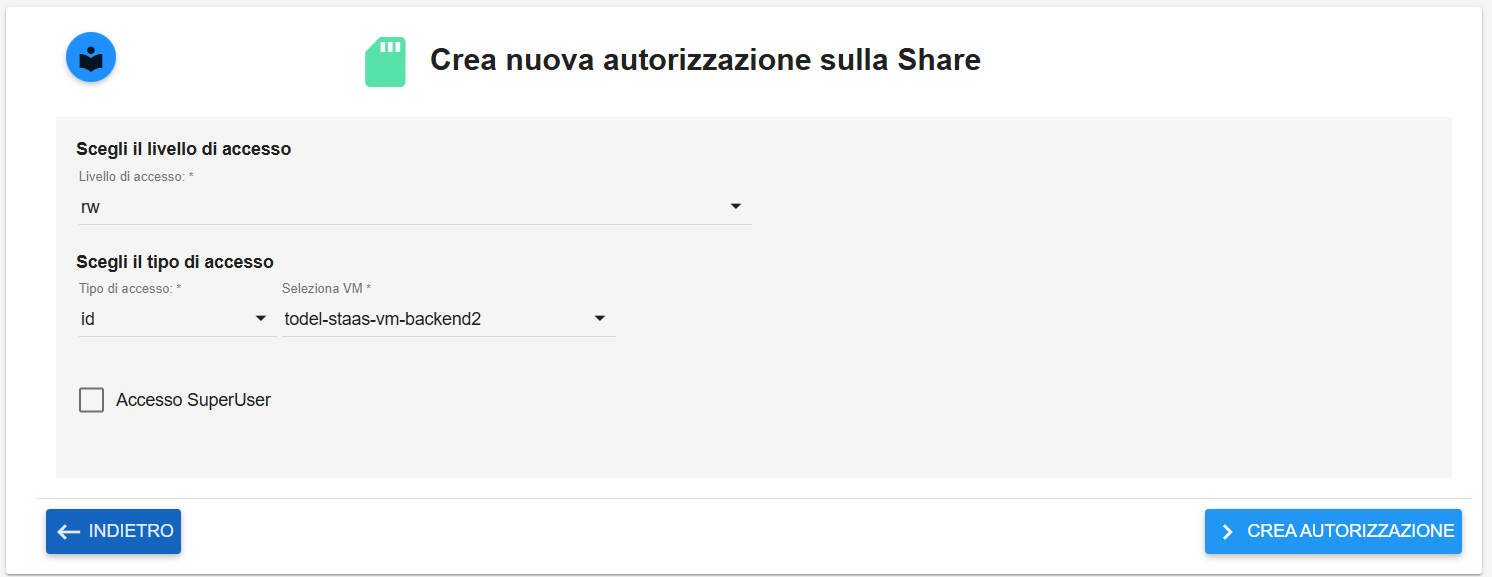 Crea nuova autorizzazione sulla Share
Scegli il livello di accesso
Livello di accesso: *
rw
Scegli il tipo di accesso
Tipo di accesso: * Seleziona VM *
id todel-staas-vm-backend2
Accesso SuperUser
INDIETRO CREA AUTORIZZAZIONE